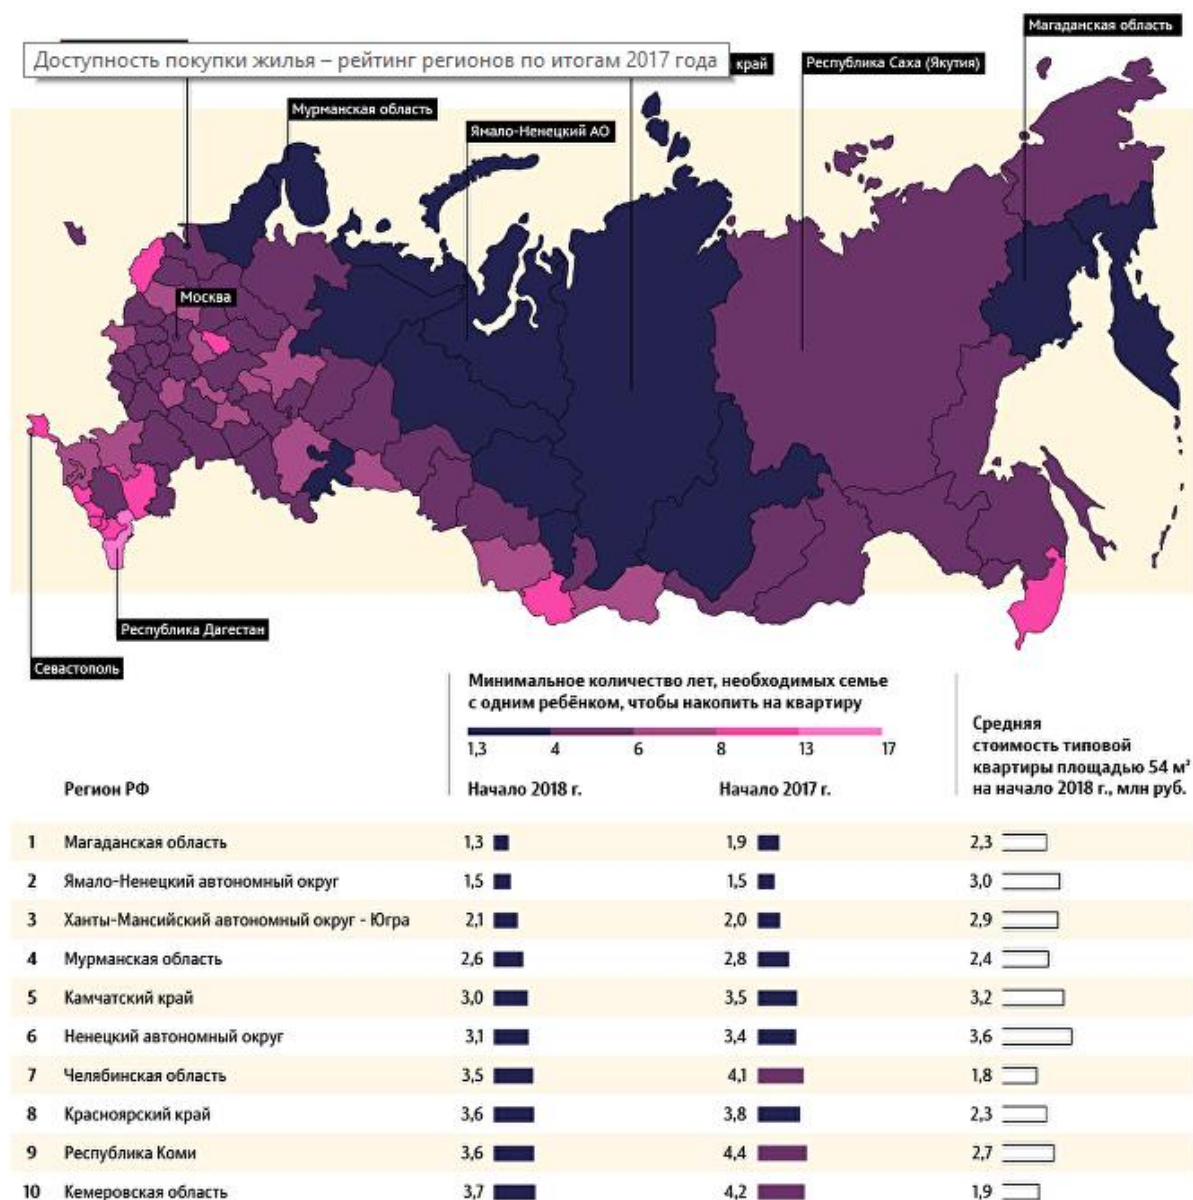 Магаданская область
Доступность покупки жилья – рейтинг регионов по итогам 2017 года
край
Республика Саха (Якутия)
Мурманская область
Ямало-Ненецкий АО
Москва
Республика Дагестан
Севастополь
Минимальное количество лет, необходимых семье
с одним ребёнком, чтобы накопить на квартиру
1,3 4 6 8 13 17
Средняя
стоимость типовой
квартиры площадью 54 м²
на начало 2018 г., млн руб.
Регион РФ Начало 2018 г. Начало 2017 г.
1 Магаданская область 1,3 1,9 2,3
2 Ямало-Ненецкий автономный округ 1,5 1,5 3,0
3 Ханты-Мансийский автономный округ - Югра 2,1 2,0 2,9
4 Мурманская область 2,6 2,8 2,4
5 Камчатский край 3,0 3,5 3,2
6 Ненецкий автономный округ 3,1 3,4 3,6
7 Челябинская область 3,5 4,1 1,8
8 Красноярский край 3,6 3,8 2,3
9 Республика Коми 3,6 4,4 2,7
10 Кемеровская область 3,7 4,2 1,9